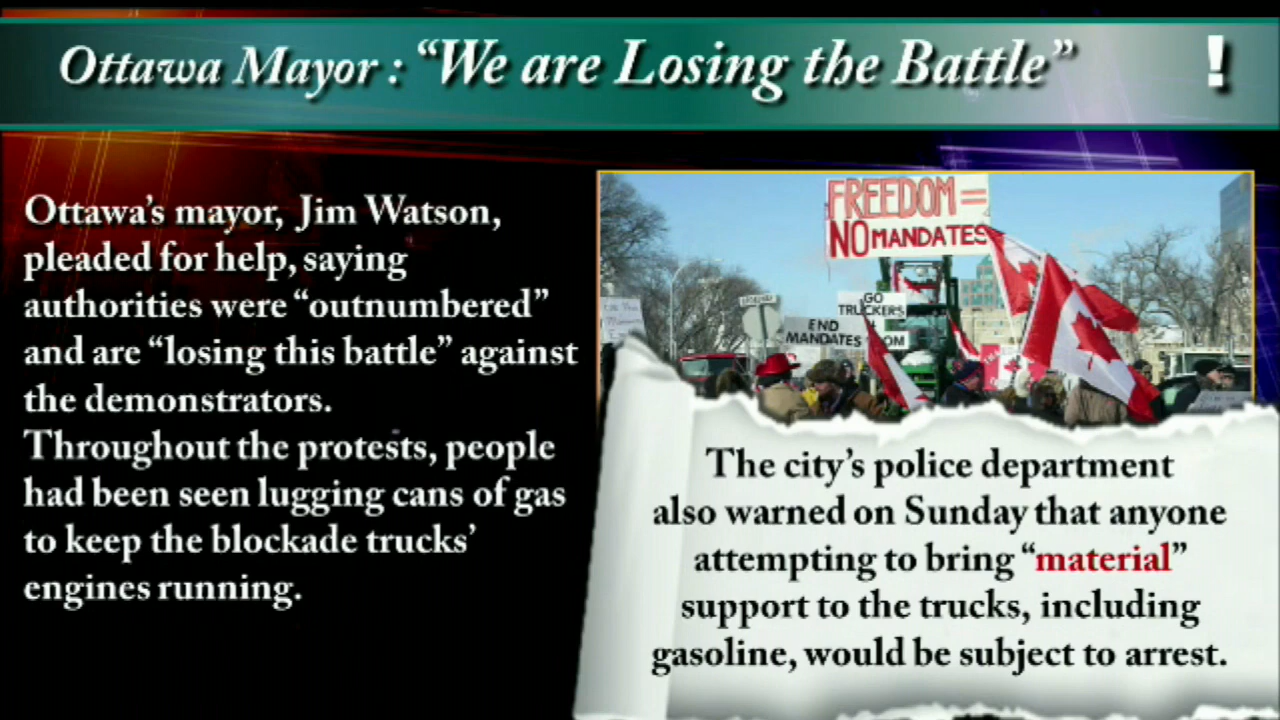 Ottawa Mayor : “We are Losing the Battle” !
Ottawa’s mayor, Jim Watson,
pleaded for help, saying
authorities were “outnumbered”
and are “losing this battle” against
the demonstrators.
Throughout the protests, people
had been seen lugging cans of gas
to keep the blockade trucks’
engines running.
FREEDOM =
NO MANDATES
GO
TRUCKERS
END
MANDATES
The city’s police department
also warned on Sunday that anyone
attempting to bring “material”
support to the trucks, including
gasoline, would be subject to arrest.